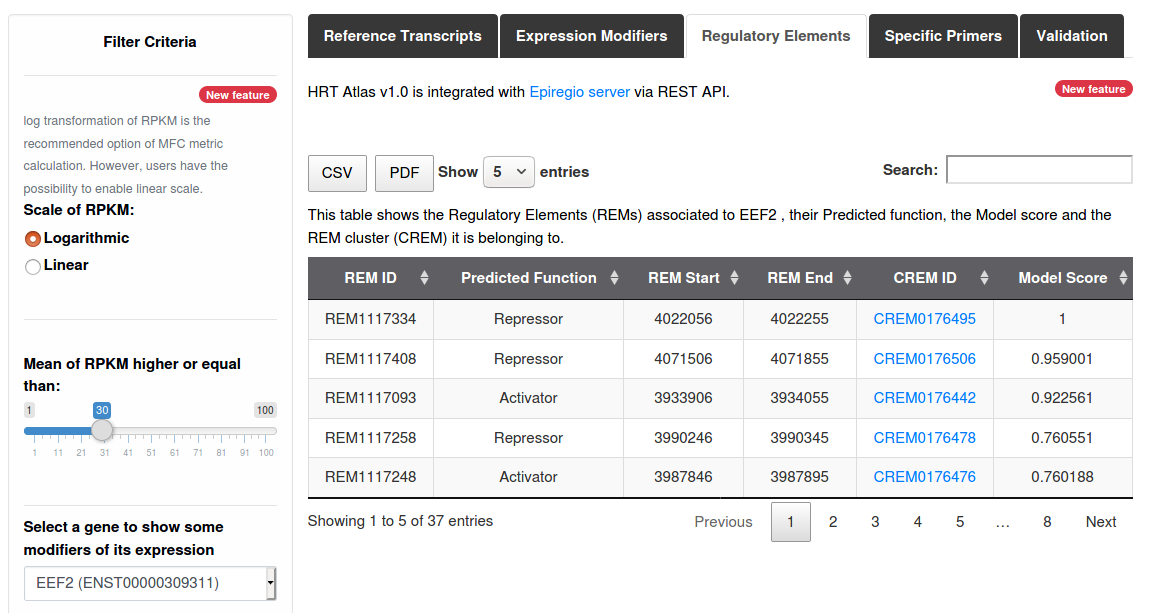 Filter Criteria
New feature
log transformation of RPKM is the
recommended option of MFC metric
calculation. However, users have the
possibility to enable linear scale.
Scale of RPKM:
Logarithmic
Linear
Mean of RPKM higher or equal
than:
1 30 100
1 11 21 31 41 51 61 71 81 91 100
Select a gene to show some
modifiers of its expression
EEF2 (ENST00000309311)
Reference Transcripts Expression Modifiers Regulatory Elements Specific Primers Validation
HRT Atlas v1.0 is integrated with Epiregio server via REST API. New feature
CSV PDF Show 5 entries Search:
This table shows the Regulatory Elements (REMs) associated to EEF2 , their Predicted function, the Model score and the
REM cluster (CREM) it is belonging to.
REM ID Predicted Function REM Start REM End CREM ID Model Score
REM1117334 Repressor 4022056 4022255 CREM0176495 1
REM1117408 Repressor 4071506 4071855 CREM0176506 0.959001
REM1117093 Activator 3933906 3934055 CREM0176442 0.922561
REM1117258 Repressor 3990246 3990345 CREM0176478 0.760551
REM1117248 Activator 3987846 3987895 CREM0176476 0.760188
Showing 1 to 5 of 37 entries Previous 1 2 3 4 5 … 8 Next